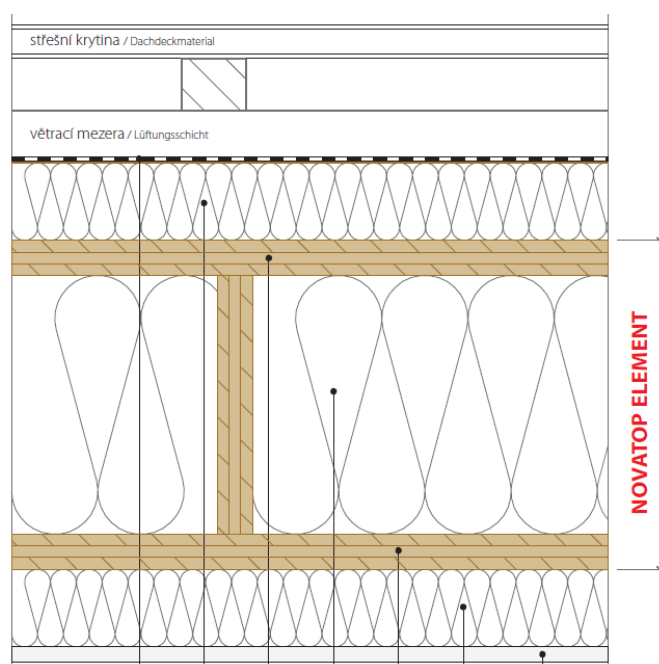 střešní krytina / Dachdeckmaterial
větrací mezera / Lüftungsschicht
NOVATOP ELEMENT